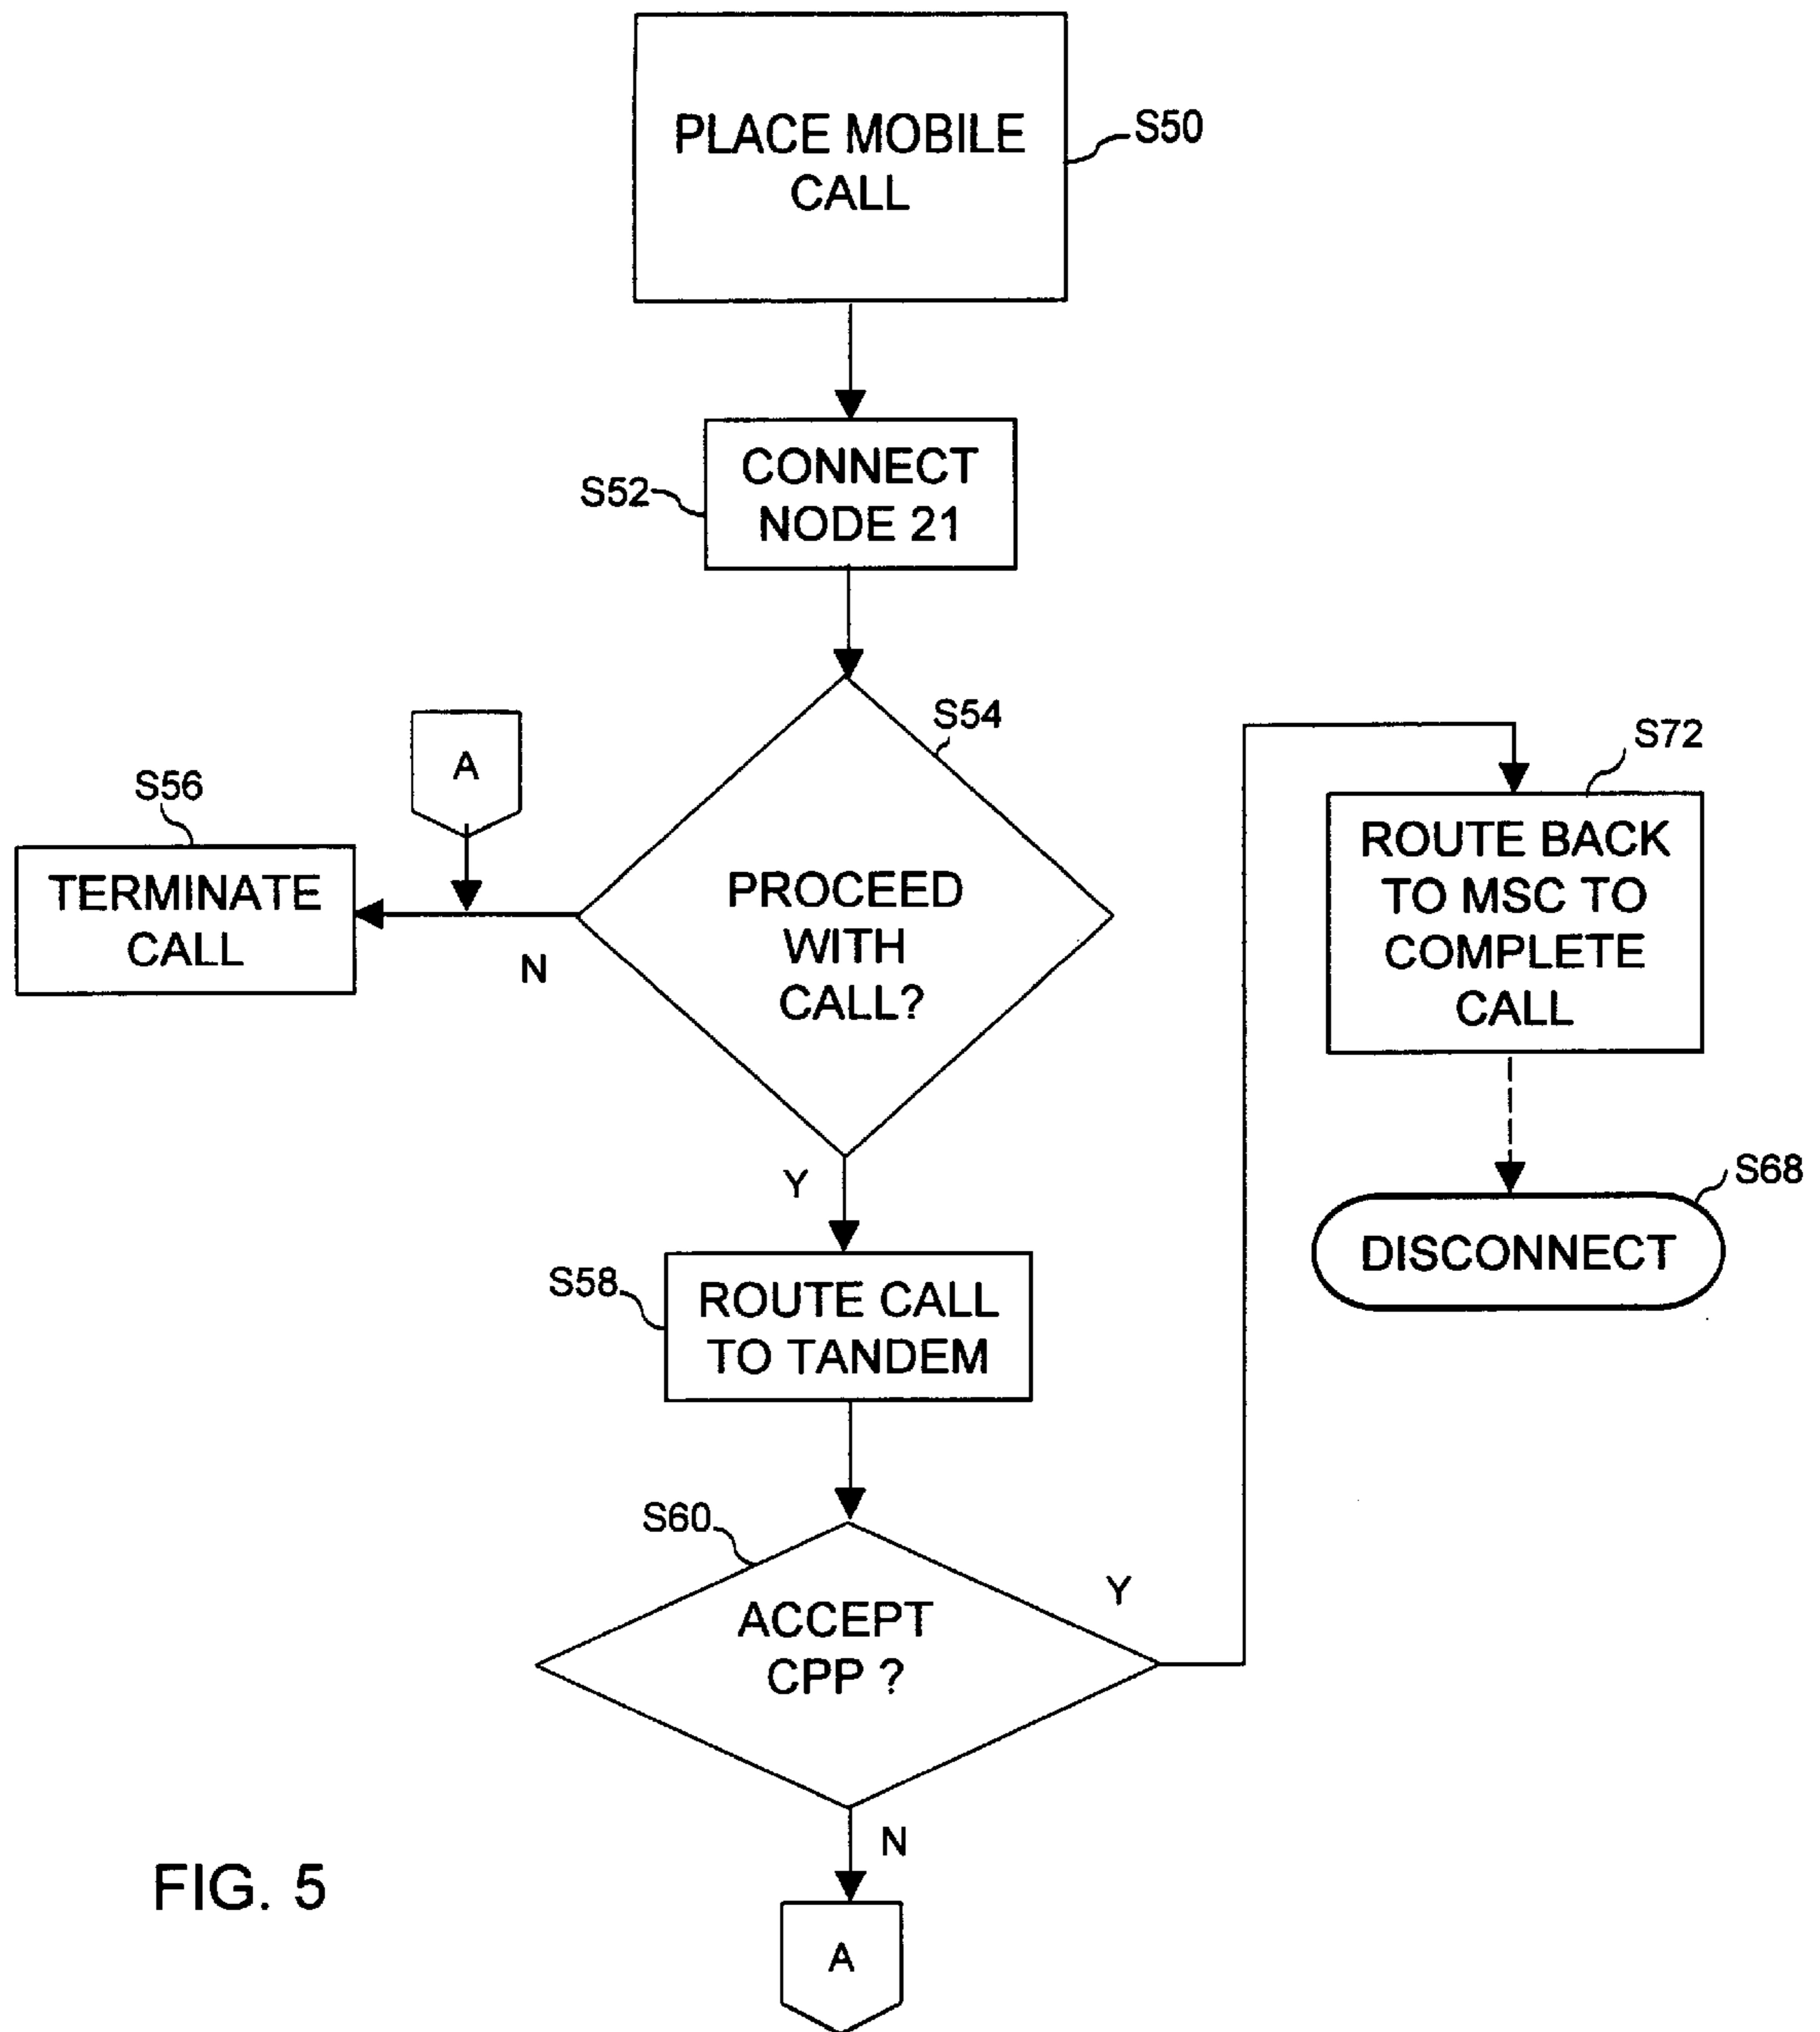 PLACE MOBILE
CALL
S50
CONNECT
NODE 21
S52
S54
PROCEED
WITH
CALL?
A
S56
TERMINATE
CALL
N
Y
S72
ROUTE BACK
TO MSC TO
COMPLETE
CALL
S68
DISCONNECT
S58
ROUTE CALL
TO TANDEM
S60
ACCEPT
CPP ?
Y
N
A
FIG. 5